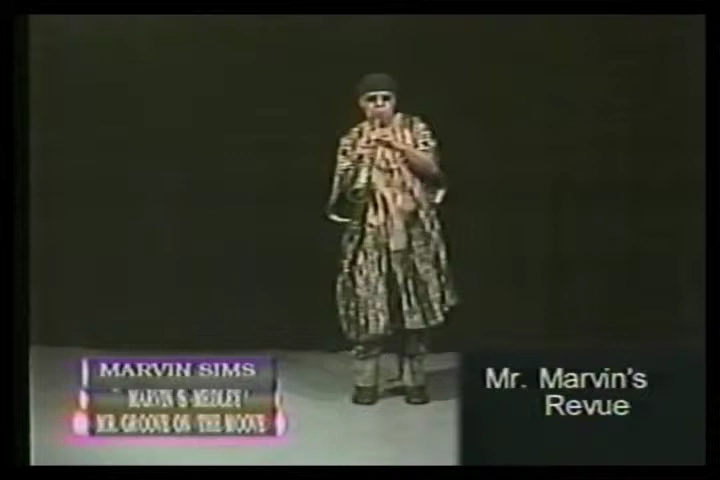 MARVIN SIMS
" MARVIN S MEDLEY "
MR. GROOVE ON THE MOOVE
Mr. Marvin's
Revue